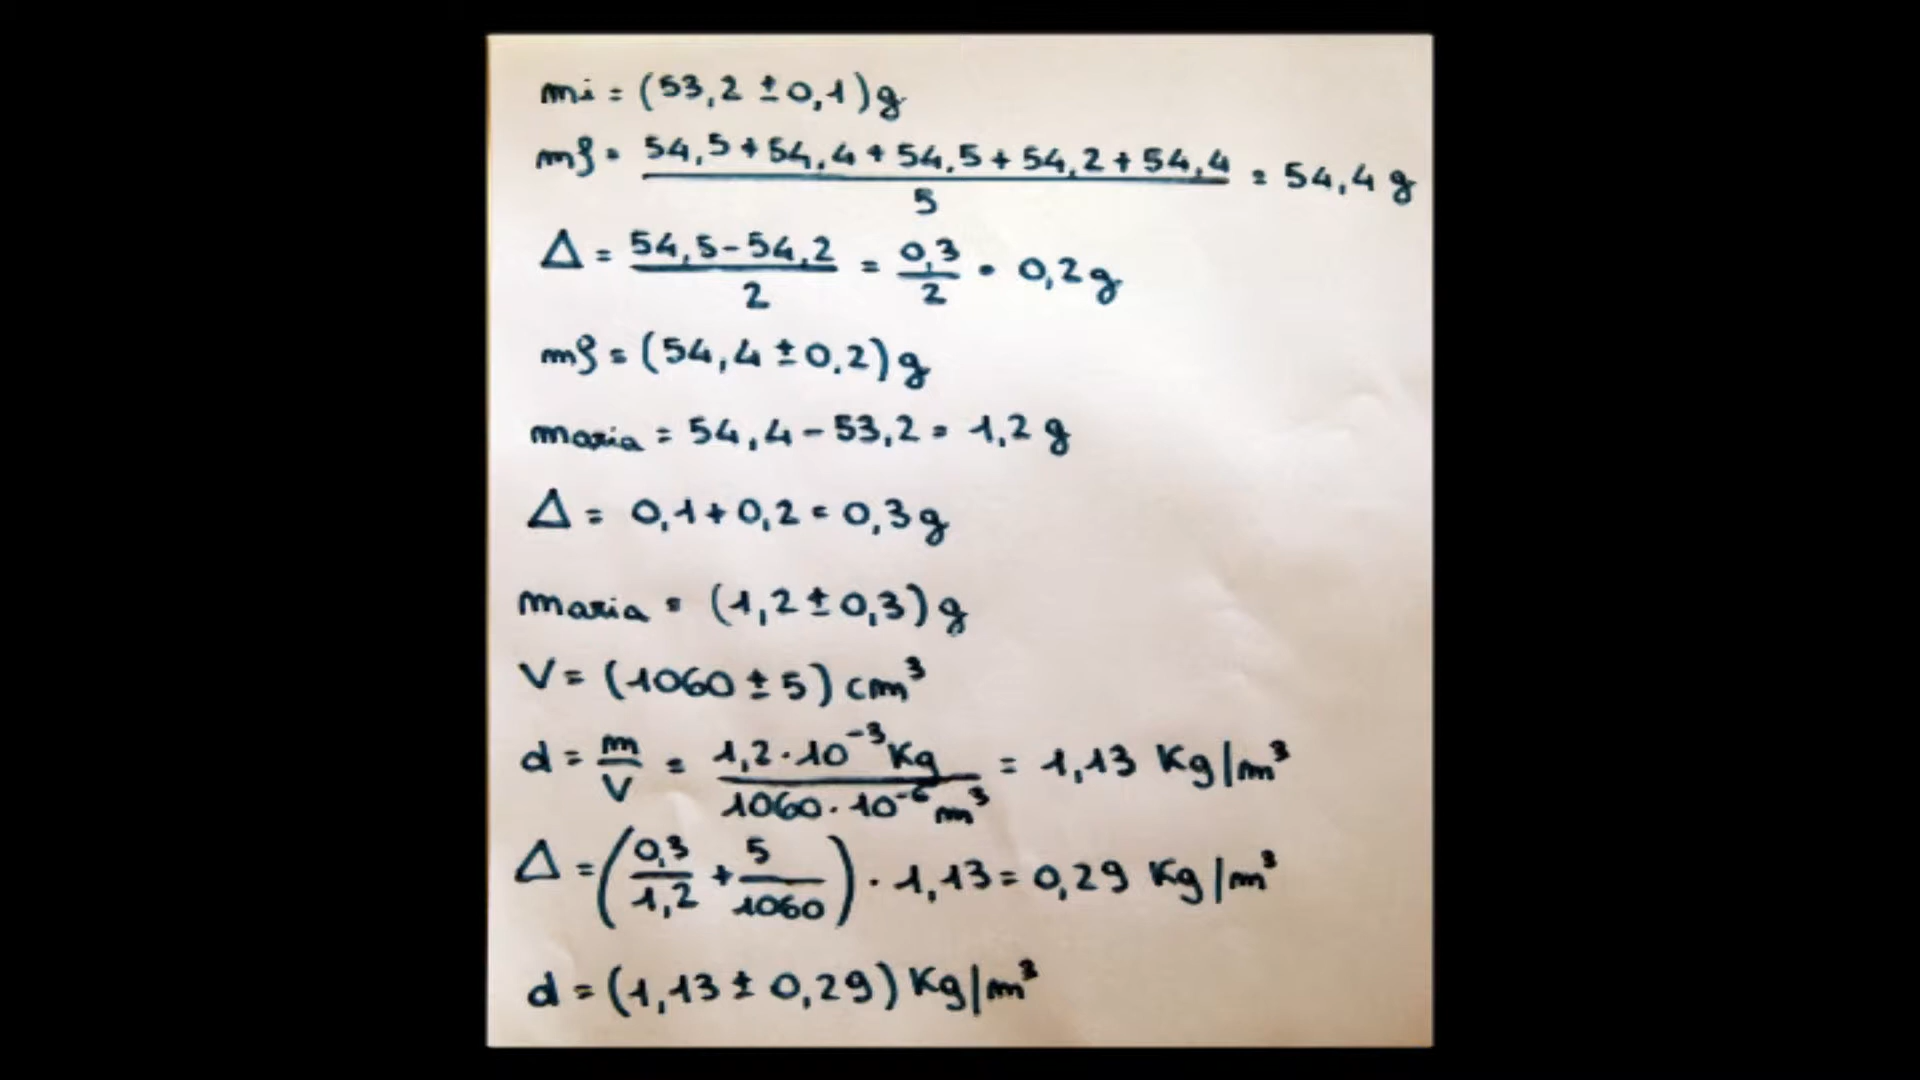 mi = (53,2 ± 0,1) g
mf = (54,5 + 54,4 + 54,5 + 54,2 + 54,4)/5 = 54,4 g
Δ = (54,5 - 54,2)/2 = 0,3/2 = 0,2 g
mf = (54,4 ± 0,2) g
maria = 54,4 - 53,2 = 1,2 g
Δ = 0,1 + 0,2 = 0,3 g
maria = (1,2 ± 0,3) g
V = (1060 ± 5) cm³
d = m/V = 1,2 · 10⁻³ Kg / 1060 · 10⁻⁶ m³ = 1,13 Kg/m³
Δ = (0,3/1,2 + 5/1060) · 1,13 = 0,29 Kg/m³
d = (1,13 ± 0,29) Kg/m³